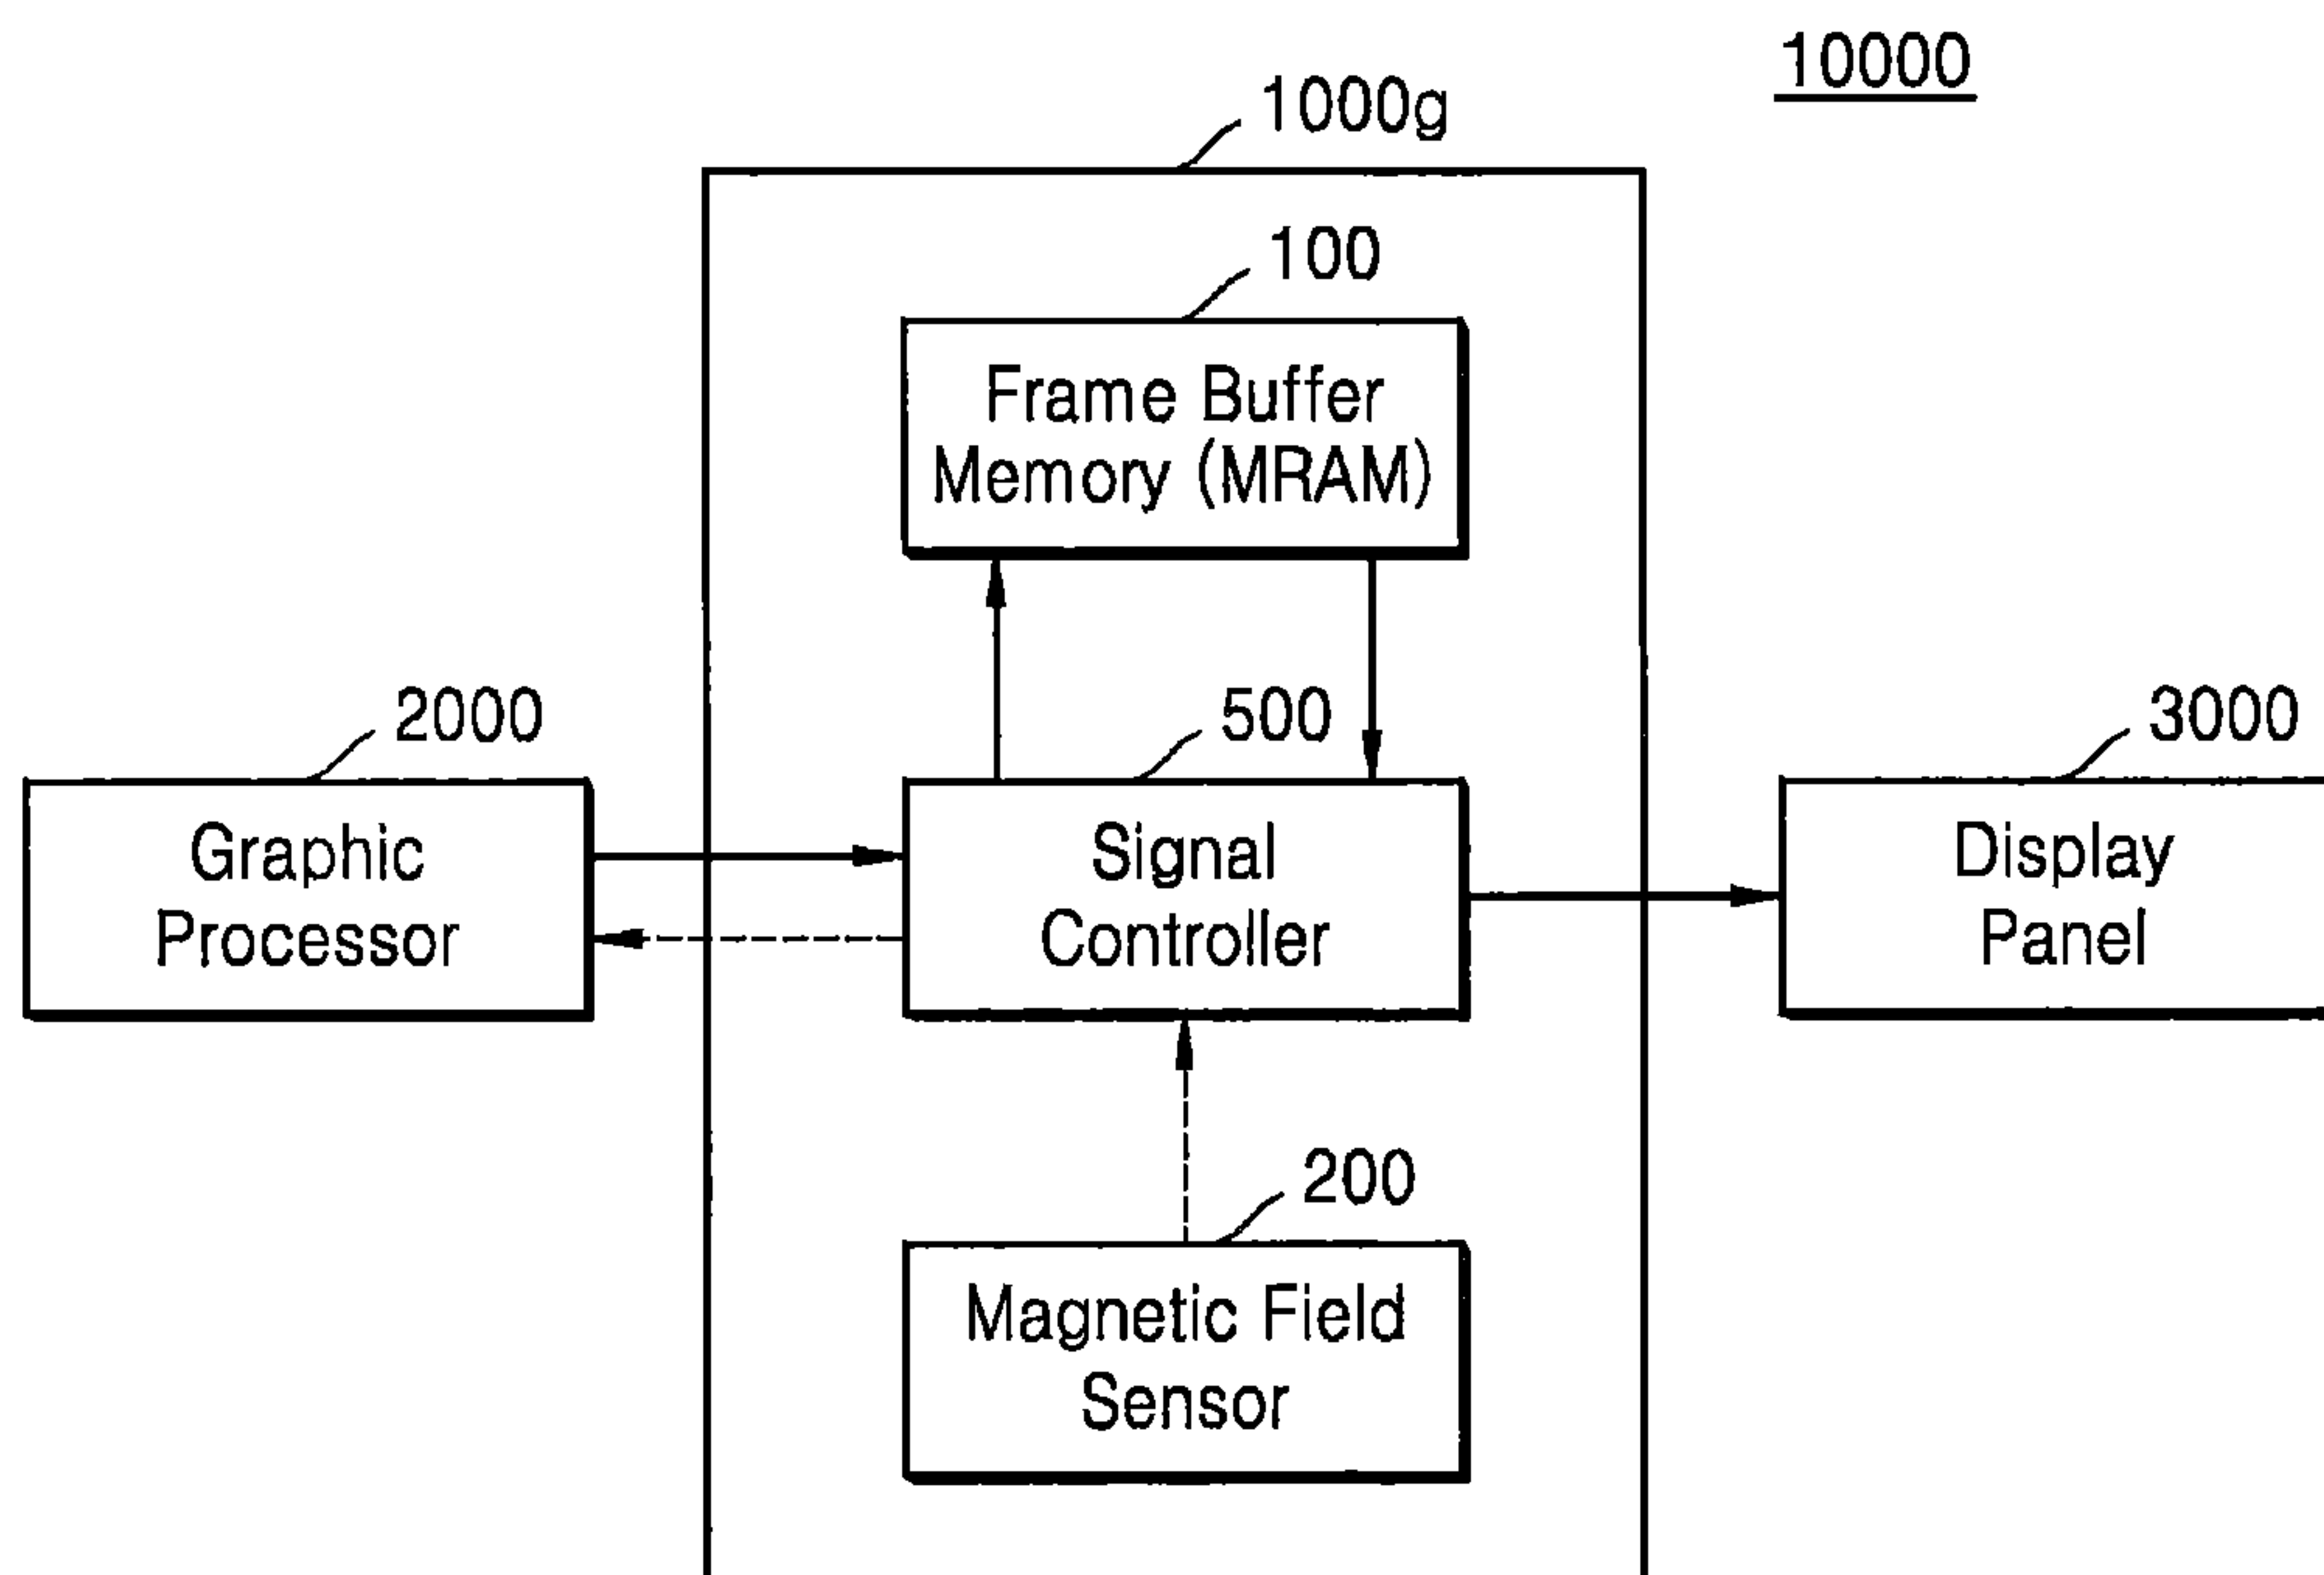 10000
1000g
100
Frame Buffer
Memory (MRAM)
2000
500
3000
Graphic
Processor
Signal
Controller
Display
Panel
200
Magnetic Field
Sensor